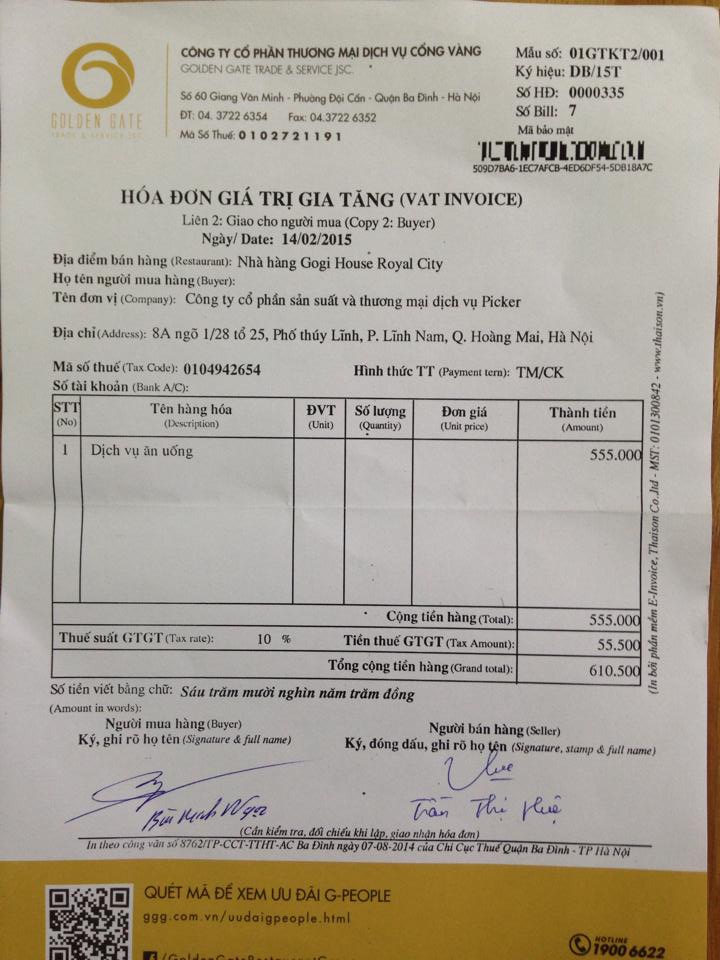 CÔNG TY CỔ PHẦN THƯƠNG MẠI DỊCH VỤ CỔNG VÀNG
GOLDEN GATE TRADE & SERVICE JSC.
Số 60 Giang Văn Minh - Phường Đội Cấn - Quận Ba Đình - Hà Nội
ĐT: 04. 3722 6354 Fax: 04.3722 6352
Mã Số Thuế: 0 1 0 2 7 2 1 1 9 1
GOLDEN GATE
TRADE & SERVICE JSC
Mẫu số: 01GTKT2/001
Ký hiệu: DB/15T
Số HĐ: 0000335
Số Bill: 7
Mã bảo mật
509D7BA6-1EC7AFCB-4ED6DF54-5DB18A7C
HÓA ĐƠN GIÁ TRỊ GIA TĂNG (VAT INVOICE)
Liên 2: Giao cho người mua (Copy 2: Buyer)
Ngày/ Date: 14/02/2015
Địa điểm bán hàng (Restaurant): Nhà hàng Gogi House Royal City
Họ tên người mua hàng (Buyer):
Tên đơn vị (Company): Công ty cổ phần sản suất và thương mại dịch vụ Picker
Địa chỉ (Address): 8A ngõ 1/28 tổ 25, Phố thúy Lĩnh, P. Lĩnh Nam, Q. Hoàng Mai, Hà Nội
Mã số thuế (Tax Code): 0104942654 Hình thức TT (Payment tern): TM/CK
Số tài khoản (Bank A/C):
STT Tên hàng hóa ĐVT Số lượng Đơn giá Thành tiền
(No) (Description) (Unit) (Quantity) (Unit price) (Amount)
1 Dịch vụ ăn uống 555.000
Cộng tiền hàng (Total): 555.000
Thuế suất GTGT (Tax rate): 10 % Tiền thuế GTGT (Tax Amount): 55.500
Tổng cộng tiền hàng (Grand total): 610.500
Số tiền viết bằng chữ: Sáu trăm mười nghìn năm trăm đồng
(Amount in words):
Người mua hàng (Buyer) Người bán hàng (Seller)
Ký, ghi rõ họ tên (Signature & full name) Ký, đóng dấu, ghi rõ họ tên (Signature, stamp & full name)
Trần Thị Huệ
(Cần kiểm tra, đối chiếu khi lập, giao nhận hóa đơn)
In theo công văn số 8762/TP-CCT-TTHT-AC Ba Đình ngày 07-08-2014 của Chi Cục Thuế Quận Ba Đình - TP Hà Nội
(In bởi phần mềm E-Invoice, Thaison Co.,ltd - MST: 0101300842 - www.thaison.vn)
QUÉT MÃ ĐỂ XEM ƯU ĐÃI G-PEOPLE
ggg.com.vn/uudaigpeople.html
HOTLINE
1900 6622